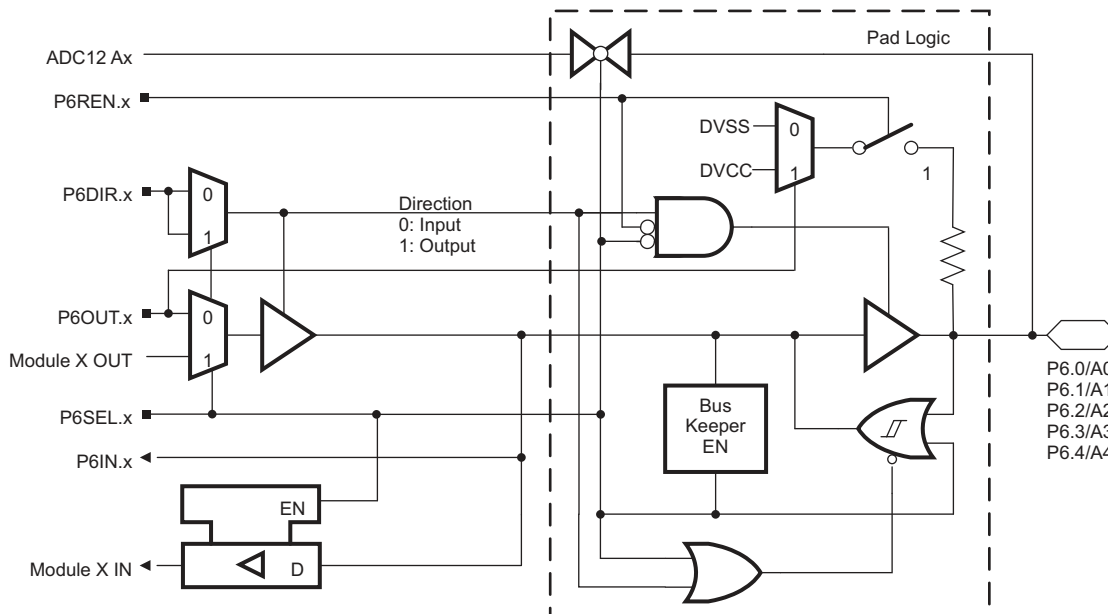 Pad Logic
ADC12 Ax
P6REN.x
DVSS
0
DVCC
1
1
P6DIR.x
0
1
Direction
0: Input
1: Output
P6OUT.x
0
Module X OUT
1
P6SEL.x
P6IN.x
Bus
Keeper
EN
P6.0/A0
P6.1/A1
P6.2/A2
P6.3/A3
P6.4/A4
EN
D
Module X IN